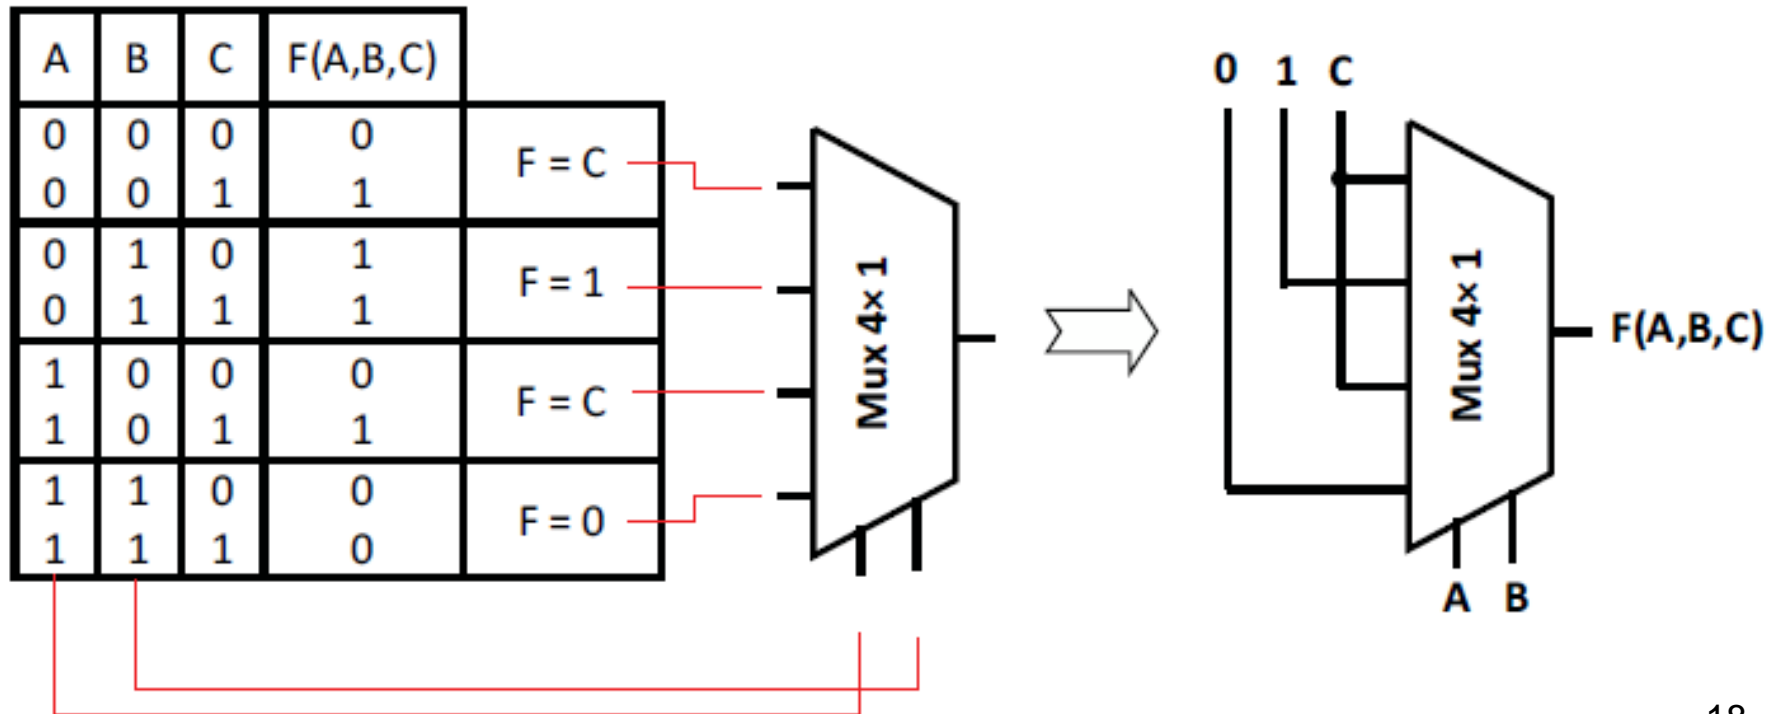 A B C F(A,B,C)
0 0 0 0
0 0 1 1
F = C
0 1 0 1
0 1 1 1
F = 1
1 0 0 0
1 0 1 1
F = C
1 1 0 0
1 1 1 0
F = 0
Mux 4× 1
0 1 C
Mux 4× 1
F(A,B,C)
A B
18